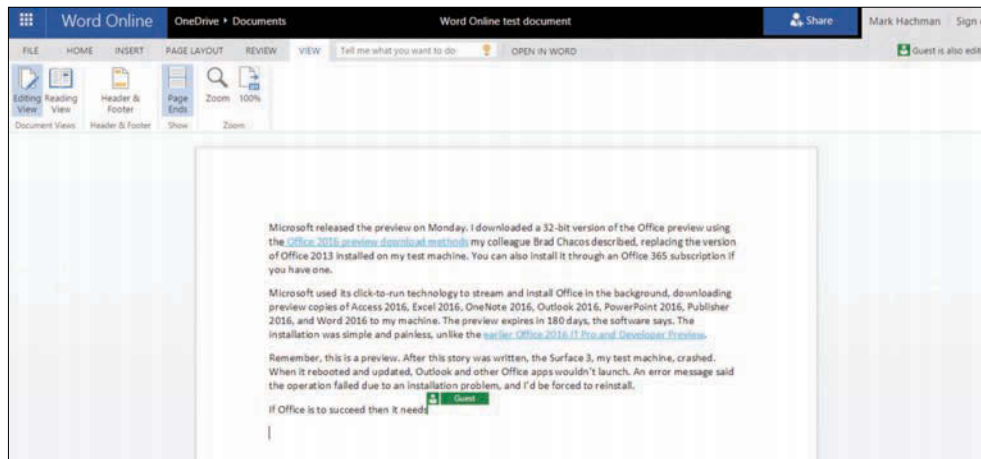 Word Online OneDrive ▸ Documents Word Online test document Share Mark Hachman Sign
FILE HOME INSERT PAGE LAYOUT REVIEW VIEW Tell me what you want to do OPEN IN WORD Guest is also edit
Editing View Reading View Header & Footer Page Ends Zoom 100%
Document Views Header & Footer Show Zoom
Microsoft released the preview on Monday. I downloaded a 32-bit version of the Office preview using
the Office 2016 preview download methods my colleague Brad Chacos described, replacing the version
of Office 2013 installed on my test machine. You can also install it through an Office 365 subscription if
you have one.
Microsoft used its click-to-run technology to stream and install Office in the background, downloading
preview copies of Access 2016, Excel 2016, OneNote 2016, Outlook 2016, PowerPoint 2016, Publisher
2016, and Word 2016 to my machine. The preview expires in 180 days, the software says. The
installation was simple and painless, unlike the earlier Office 2016 IT Pro and Developer Preview.
Remember, this is a preview. After this story was written, the Surface 3, my test machine, crashed.
When it rebooted and updated, Outlook and other Office apps wouldn't launch. An error message said
the operation failed due to an installation problem, and I'd be forced to reinstall.
Guest
If Office is to succeed then it needs